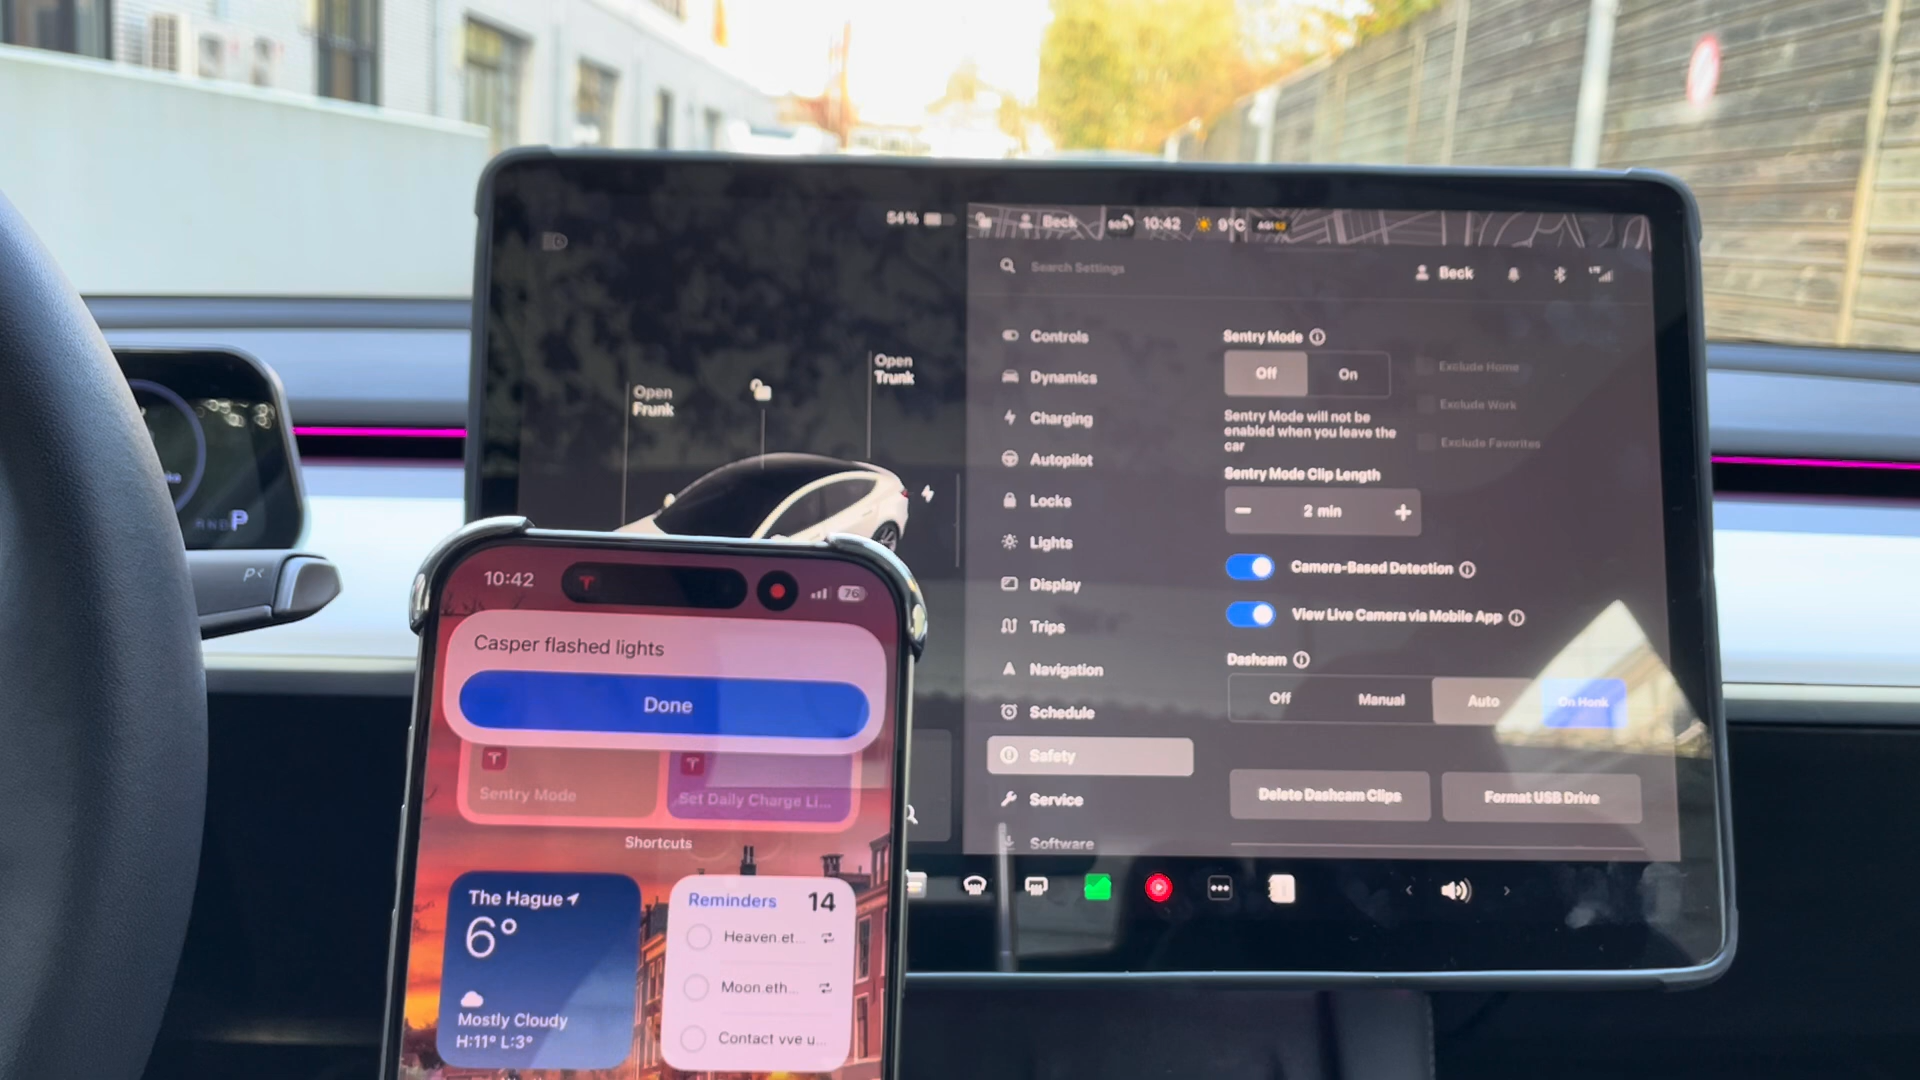 54%
Beck
SOS
10:42
9°C
Search Settings
Beck
LTE
Open
Frunk
Open
Trunk
Controls
Dynamics
Charging
Autopilot
Locks
Lights
Display
Trips
Navigation
Schedule
Safety
Service
Software
Sentry Mode
Off
On
Exclude Home
Exclude Work
Exclude Favorites
Sentry Mode will not be
enabled when you leave the
car
Sentry Mode Clip Length
2 min
Camera-Based Detection
View Live Camera via Mobile App
Dashcam
Off
Manual
Auto
On Honk
Delete Dashcam Clips
Format USB Drive
RND P
P<
10:42
76
Casper flashed lights
Done
Sentry Mode
Set Daily Charge Li...
Shortcuts
The Hague
6°
Mostly Cloudy
H:11° L:3°
Reminders 14
Heaven.et...
Moon.eth...
Contact vve u...